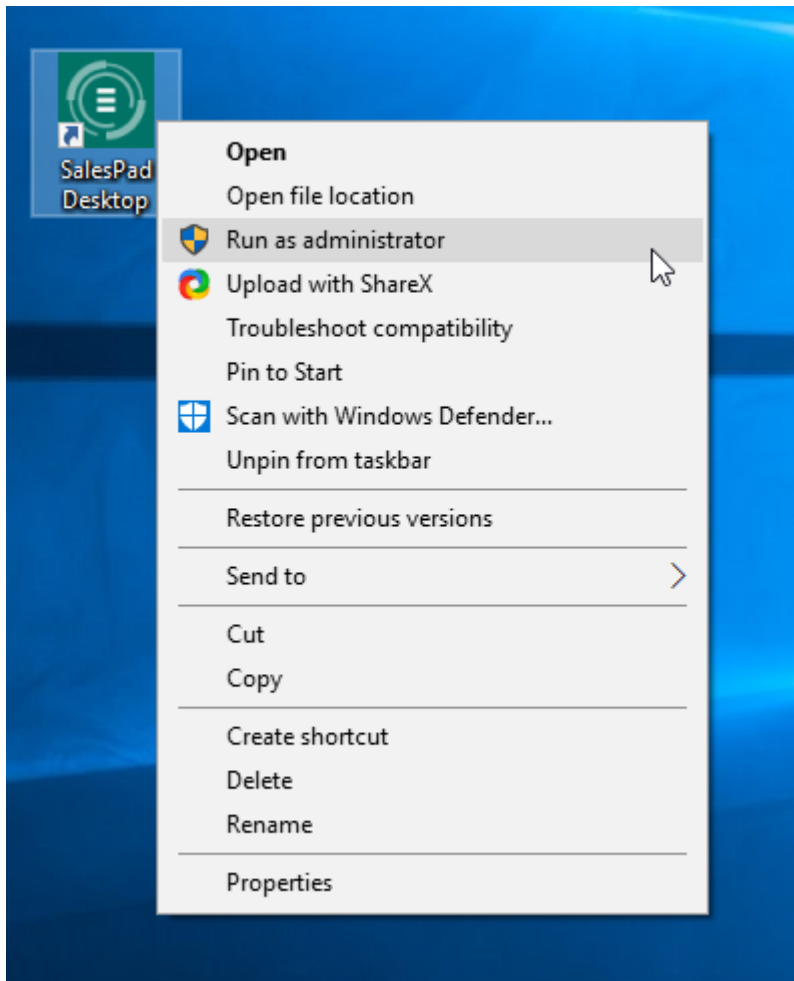 SalesPad
Desktop
Open
Open file location
Run as administrator
Upload with ShareX
Troubleshoot compatibility
Pin to Start
Scan with Windows Defender...
Unpin from taskbar
Restore previous versions
Send to
Cut
Copy
Create shortcut
Delete
Rename
Properties